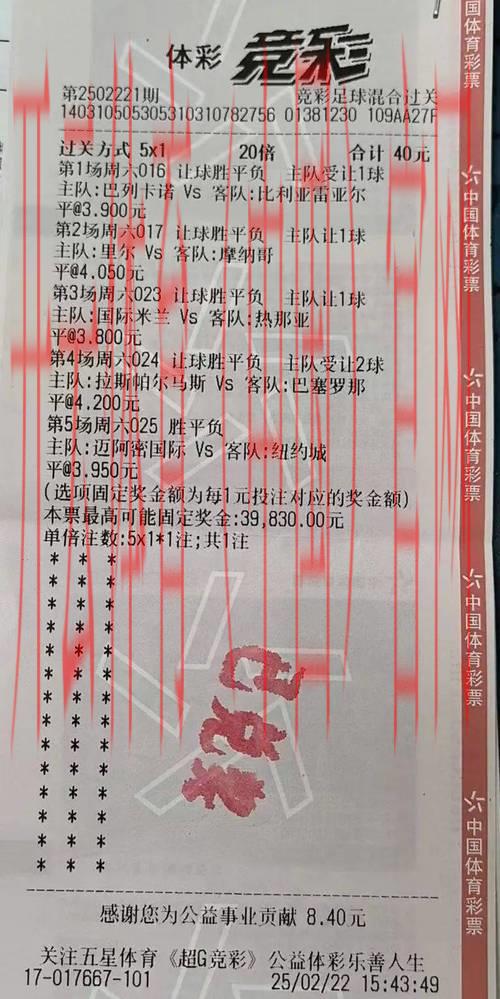 体彩 竞彩
第2502221期 竞彩足球混合过关
140310505305310310782756 01381230 109AA27F
过关方式 5x1 20倍 合计 40元
第1场周六016 让球胜平负 主队受让1球
主队:巴列卡诺 Vs 客队:比利亚雷亚尔
平@3.900元
第2场周六017 让球胜平负 主队让1球
主队:里尔 Vs 客队:摩纳哥
平@4.050元
第3场周六023 让球胜平负 主队让1球
主队:国际米兰 Vs 客队:热那亚
平@3.800元
第4场周六024 让球胜平负 主队受让2球
主队:拉斯帕尔马斯 Vs 客队:巴塞罗那
平@4.200元
第5场周六025 胜平负
主队:迈阿密国际 Vs 客队:纽约城
平@3.950元
(选项固定奖金额为每1元投注对应的奖金额)
本票最高可能固定奖金:39,830.00元
单倍注数:5x1*1注;共1注
* * *
* * *
* * *
* * *
* * *
* * *
* * *
* * *
* * *
* * *
* * *
* * *
* * *
* * *
已兑奖
感谢您为公益事业贡献 8.40元
关注五星体育《超G竞彩》公益体彩乐善人生
17-017667-101 25/02/22 15:43:49
国体育彩票
中国体育彩票
中国体育彩票
中国体育彩票
中国体育彩票